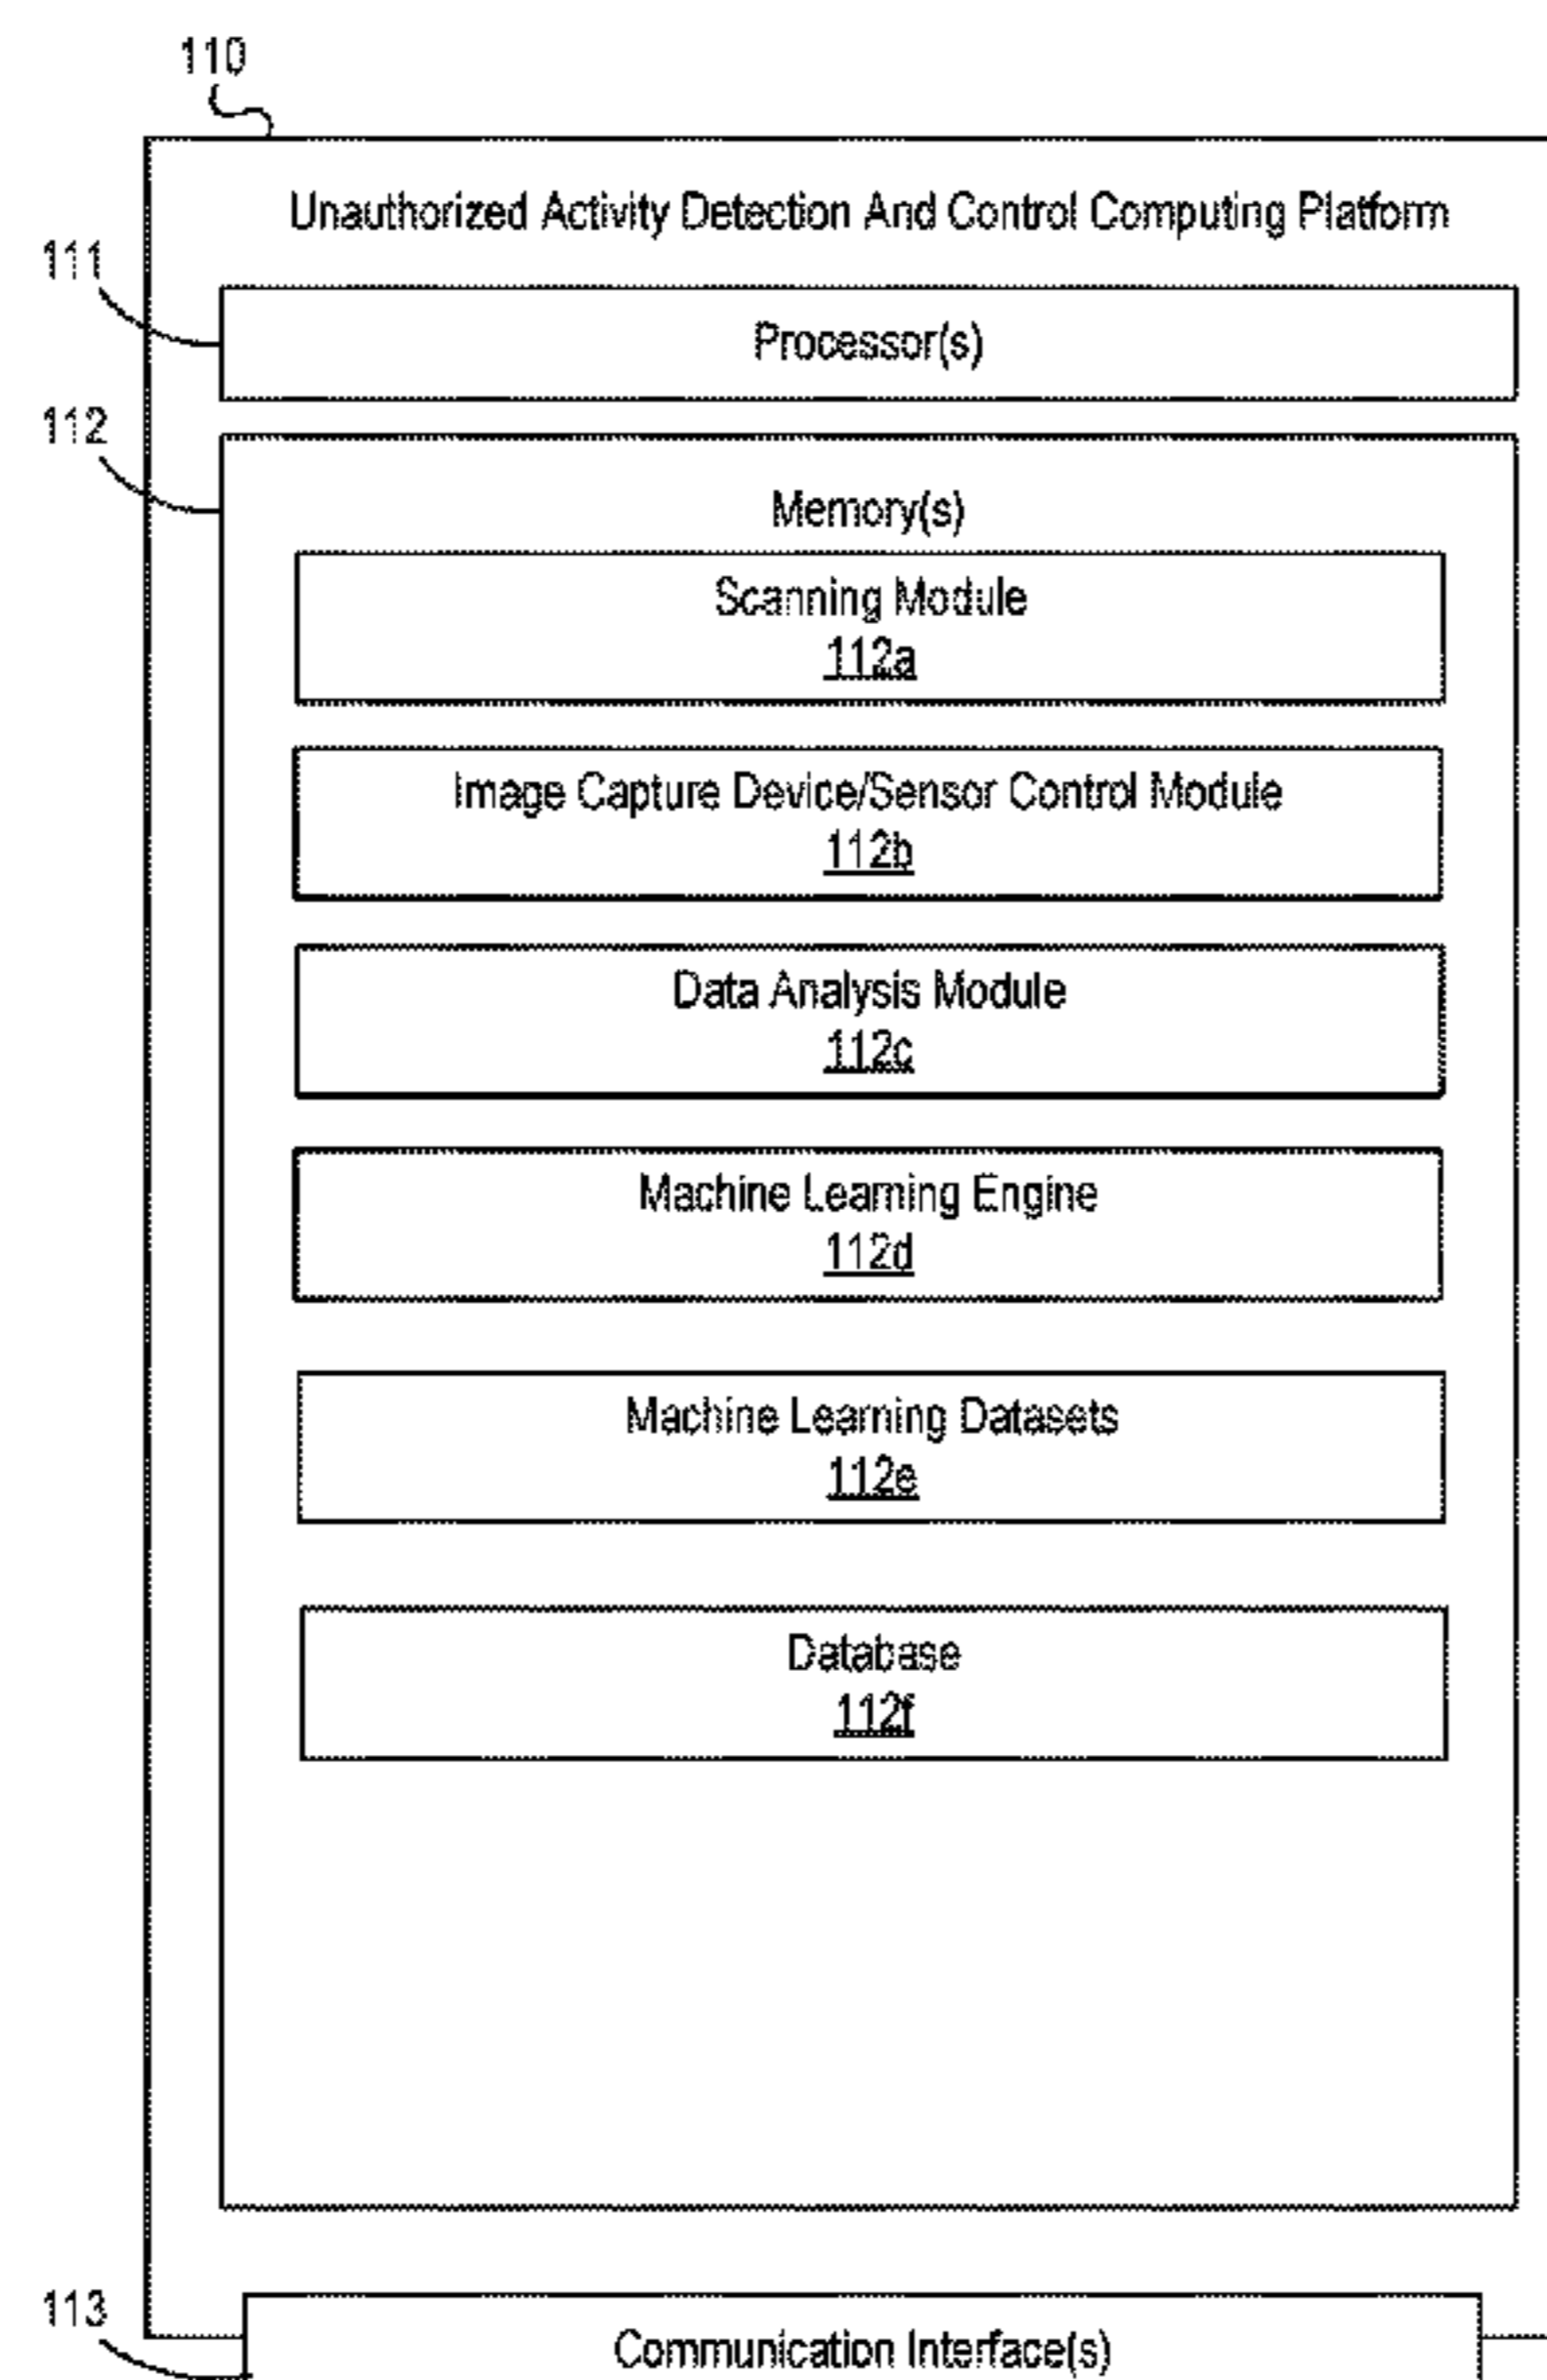 110
Unauthorized Activity Detection And Control Computing Platform
111
Processor(s)
112
Memory(s)
Scanning Module
112a
Image Capture Device/Sensor Control Module
112b
Data Analysis Module
112c
Machine Learning Engine
112d
Machine Learning Datasets
112e
Database
112f
113
Communication Interface(s)